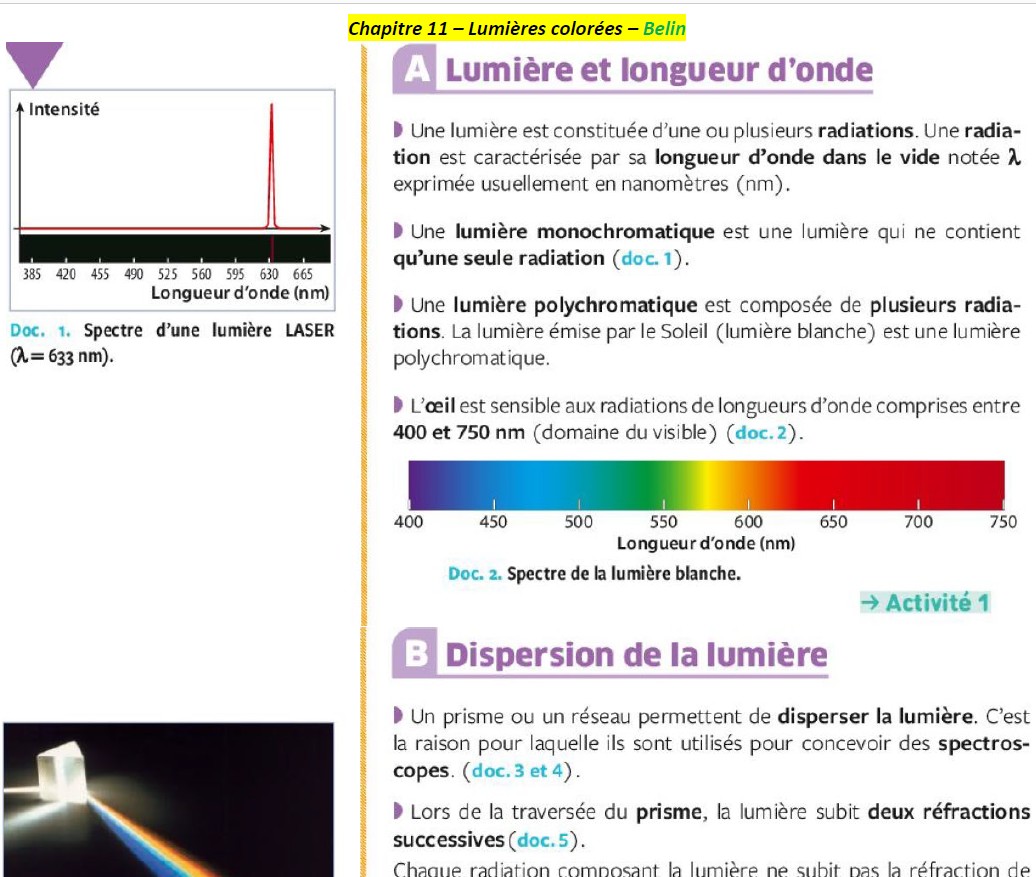 Chapitre 11 – Lumières colorées – Belin
Intensité
385 420 455 490 525 560 595 630 665
Longueur d'onde (nm)
Doc. 1. Spectre d'une lumière LASER
(λ = 633 nm).
A Lumière et longueur d'onde
Une lumière est constituée d'une ou plusieurs radiations. Une radia-
tion est caractérisée par sa longueur d'onde dans le vide notée λ
exprimée usuellement en nanomètres (nm).
Une lumière monochromatique est une lumière qui ne contient
qu'une seule radiation (doc. 1).
Une lumière polychromatique est composée de plusieurs radia-
tions. La lumière émise par le Soleil (lumière blanche) est une lumière
polychromatique.
L'œil est sensible aux radiations de longueurs d'onde comprises entre
400 et 750 nm (domaine du visible) (doc. 2).
400 450 500 550 600 650 700 750
Longueur d'onde (nm)
Doc. 2. Spectre de la lumière blanche.
→ Activité 1
B Dispersion de la lumière
Un prisme ou un réseau permettent de disperser la lumière. C'est
la raison pour laquelle ils sont utilisés pour concevoir des spectros-
copes. (doc. 3 et 4).
Lors de la traversée du prisme, la lumière subit deux réfractions
successives (doc. 5).
Chaque radiation composant la lumière ne subit pas la réfraction de